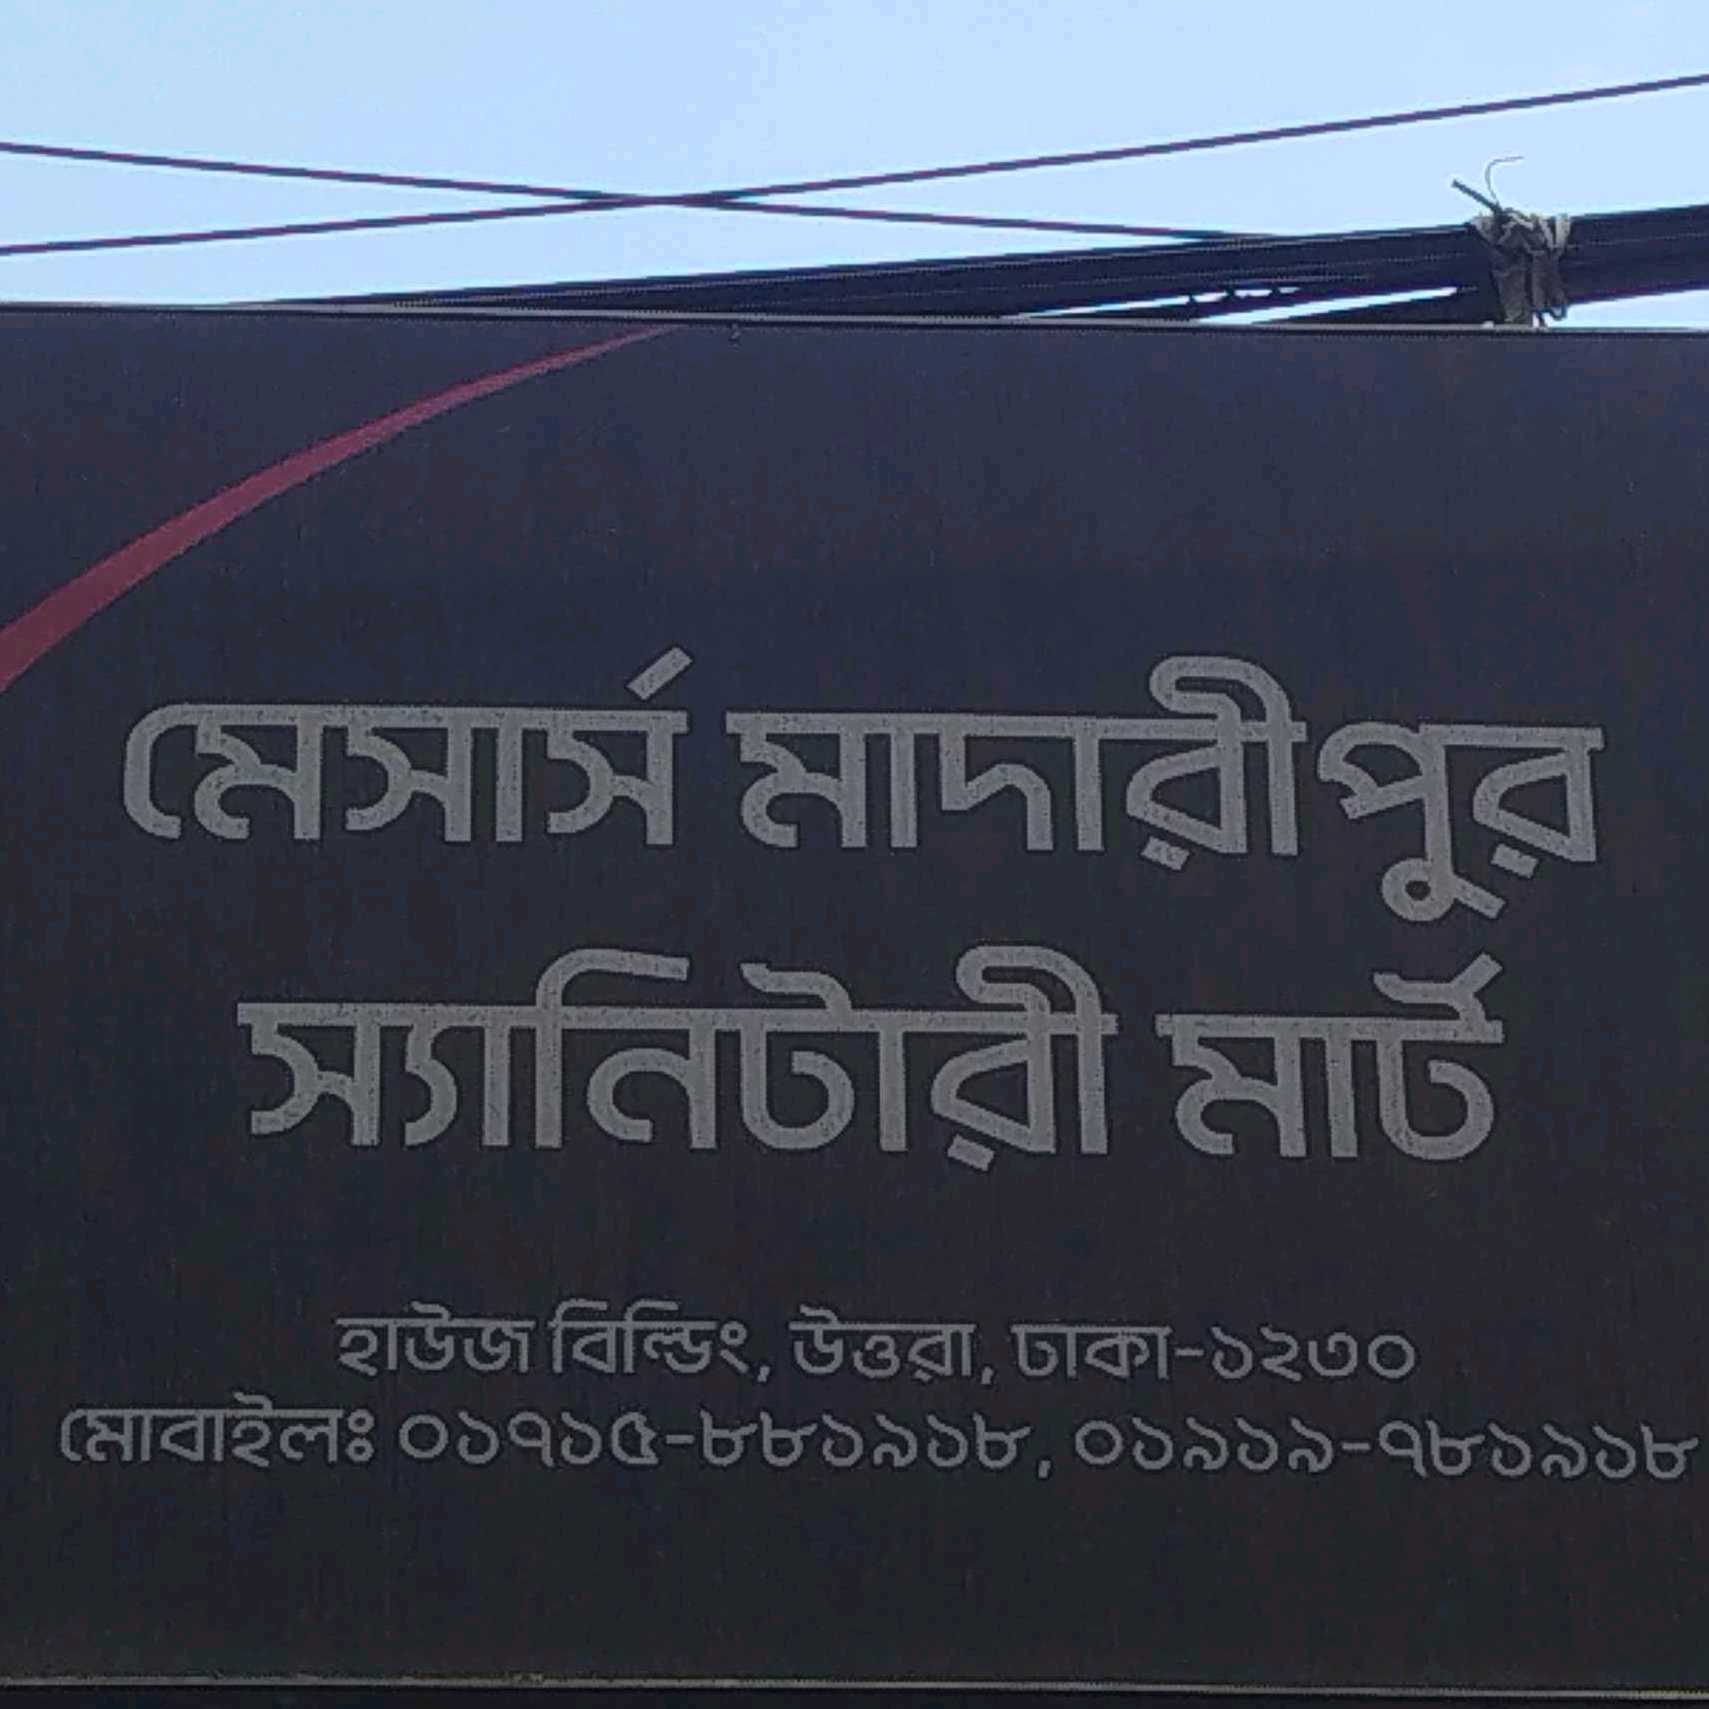 মেসার্স মাদারীপুর
স্যানিটারী মার্ট
হাউজ বিল্ডিং, উত্তরা, ঢাকা-১২৩০
মোবাইলঃ ০১৭১৫-৮৮১৯১৮, ০১৯১৯-৭৮১৯১৮